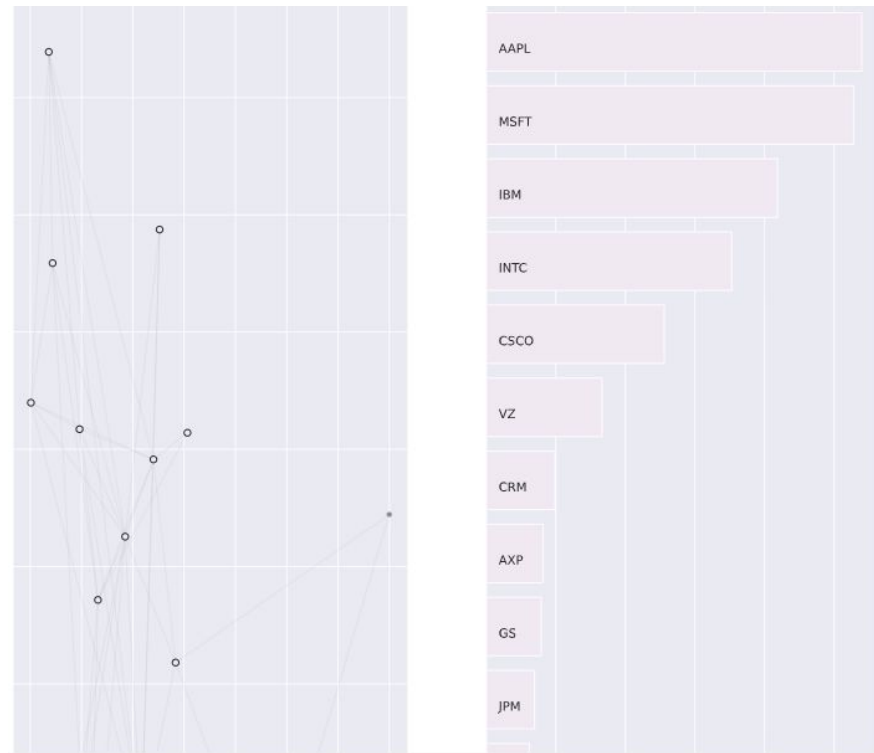 AAPL
MSFT
IBM
INTC
CSCO
VZ
CRM
AXP
GS
JPM